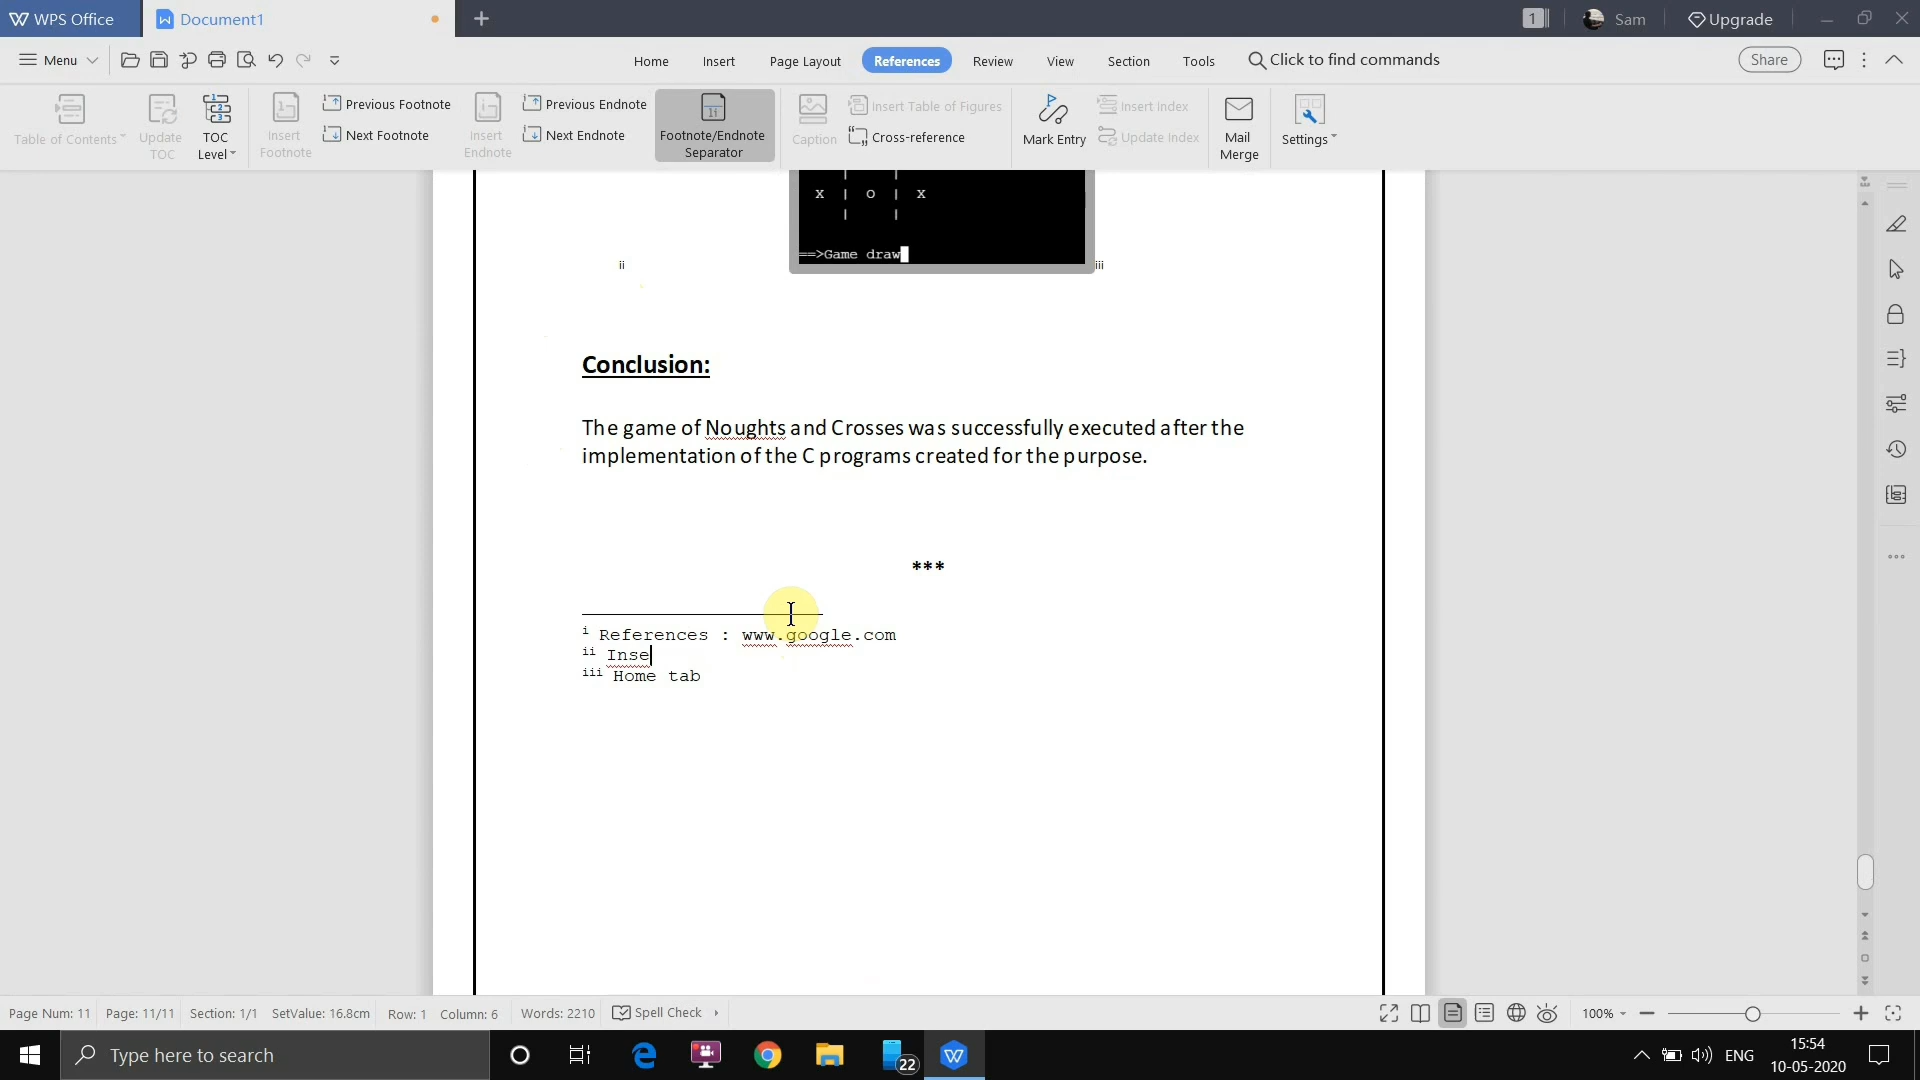 WPS Office
Document1
1
Sam
Upgrade
Menu
Home
Insert
Page Layout
References
Review
View
Section
Tools
Click to find commands
Share
Table of Contents
Update
TOC
TOC
Level
Insert
Footnote
Previous Footnote
Next Footnote
Insert
Endnote
Previous Endnote
Next Endnote
Footnote/Endnote
Separator
Caption
Insert Table of Figures
Cross-reference
Mark Entry
Insert Index
Update Index
Mail
Merge
Settings
x | o | x
==>Game draw
ii
iii
Conclusion:
The game of Noughts and Crosses was successfully executed after the
implementation of the C programs created for the purpose.
***
i References : www.google.com
ii Inse
iii Home tab
Page Num: 11
Page: 11/11
Section: 1/1
SetValue: 16.8cm
Row: 1
Column: 6
Words: 2210
Spell Check
100%
Type here to search
22
ENG
15:54
10-05-2020